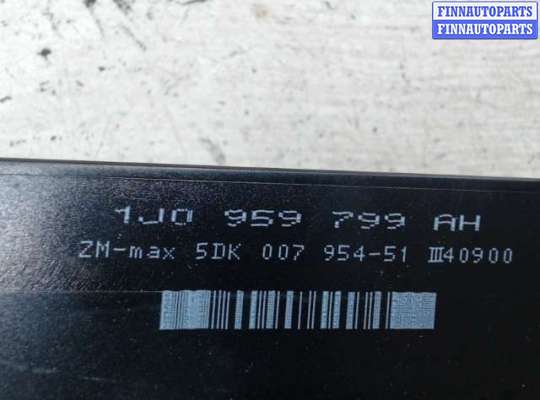 FINNAUTOPARTS
FINNAUTOPARTS
1J0 959 799 AH
ZM-max 5DK 007 954-51 III40900